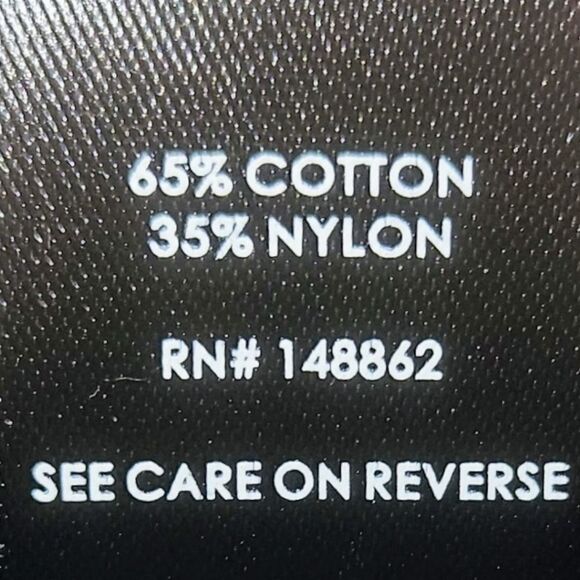 65% COTTON
35% NYLON
RN# 148862
SEE CARE ON REVERSE